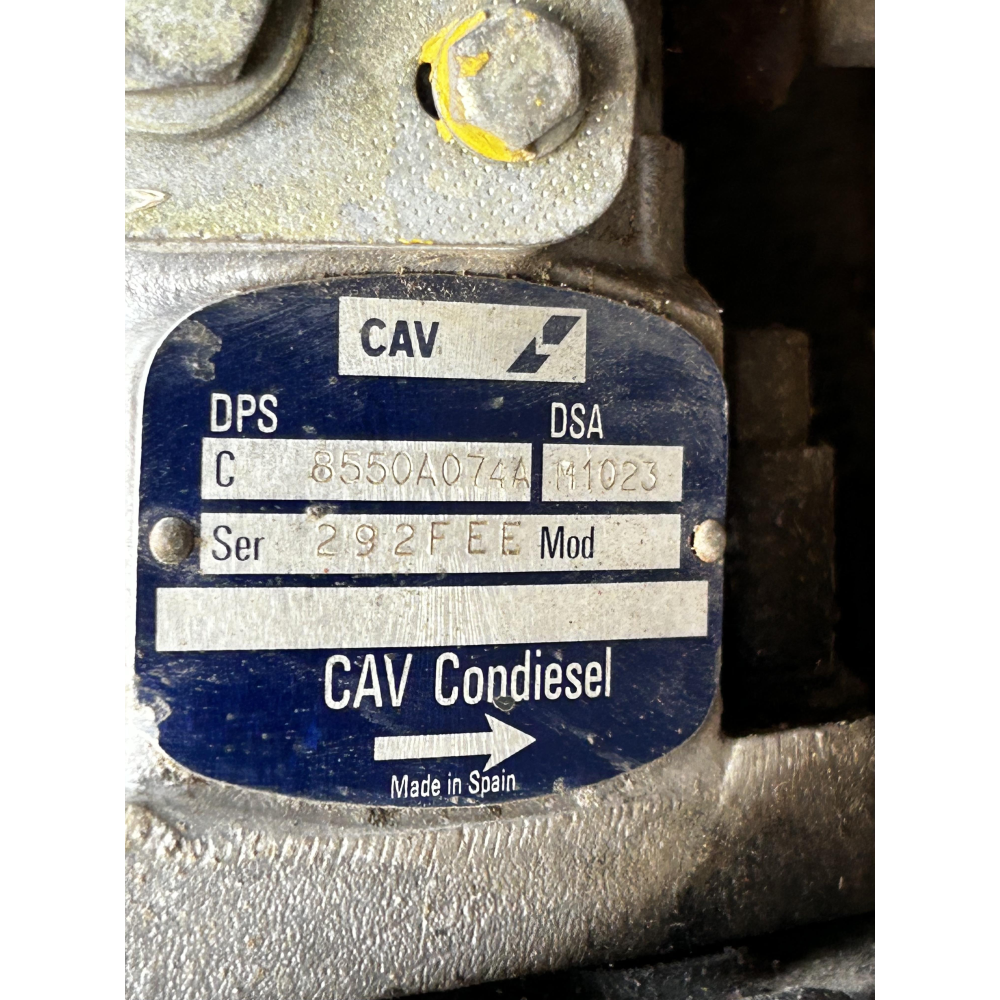 CAV
DPS DSA
C 8550A074A M1023
Ser 292FEE Mod
CAV Condiesel
Made in Spain